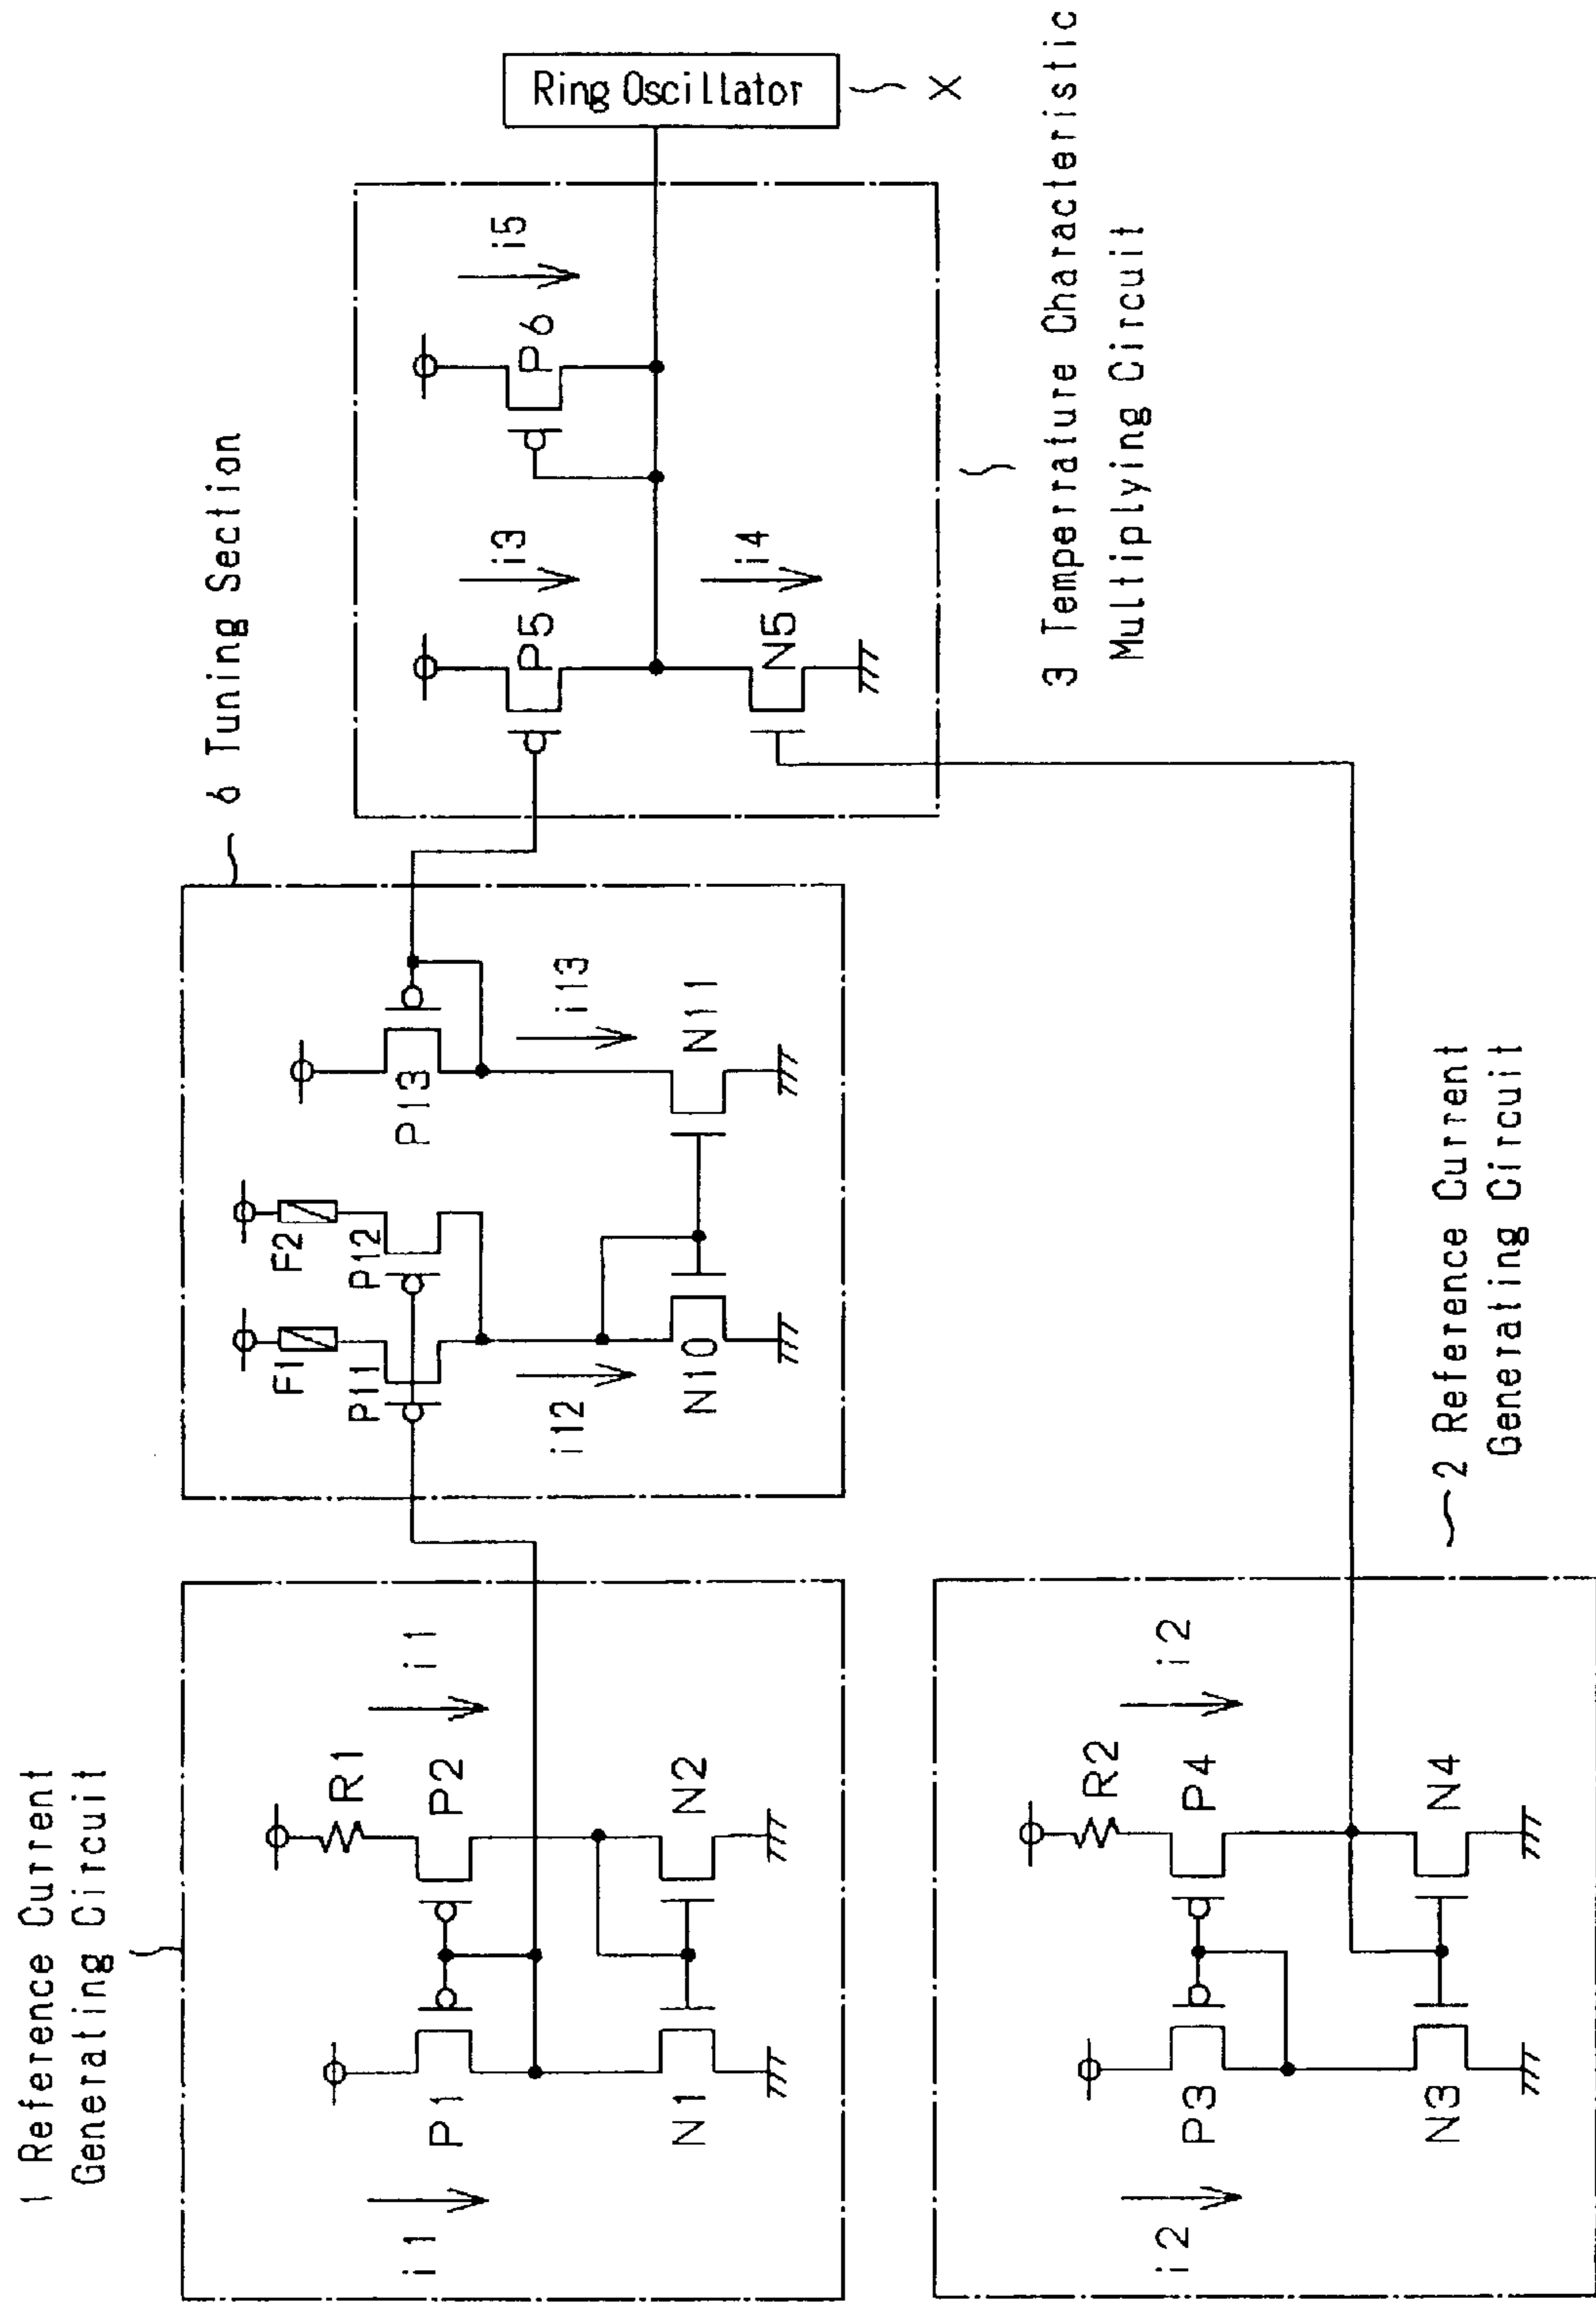 1 Reference Current
Generating Circuit
i1
P1
N1
R1
P2
N2
i1
6 Tuning Section
F1
F2
P11
P12
i12
N10
P13
i13
N11
P5
i3
i4
N5
P6
i5
Ring Oscillator
X
3 Temperrature Characteristic
Multiplying Circuit
i2
P3
N3
R2
P4
N4
i2
2 Reference Current
Generating Circuit